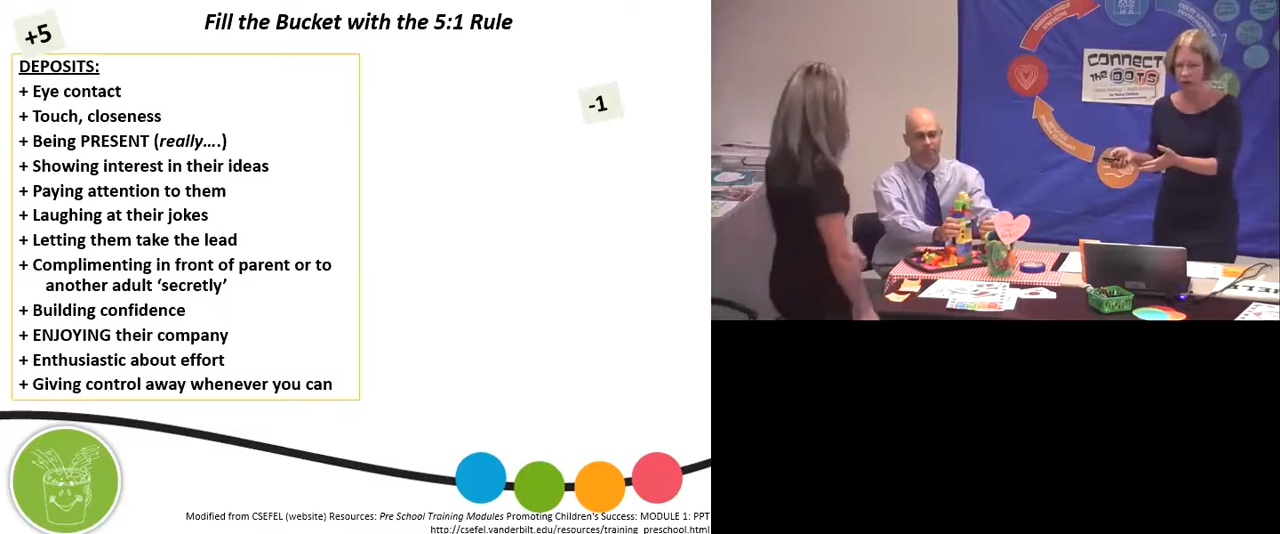 +5
Fill the Bucket with the 5:1 Rule
DEPOSITS:
+ Eye contact
+ Touch, closeness
+ Being PRESENT (really….)
+ Showing interest in their ideas
+ Paying attention to them
+ Laughing at their jokes
+ Letting them take the lead
+ Complimenting in front of parent or to
another adult ‘secretly’
+ Building confidence
+ ENJOYING their company
+ Enthusiastic about effort
+ Giving control away whenever you can
-1
Modified from CSEFEL (website) Resources: Pre School Training Modules Promoting Children's Success: MODULE 1: PPT
http://csefel.vanderbilt.edu/resources/training_preschool.html
EMBRACE UNIQUE
STRENGTHS
CONNECT
THE DOTS